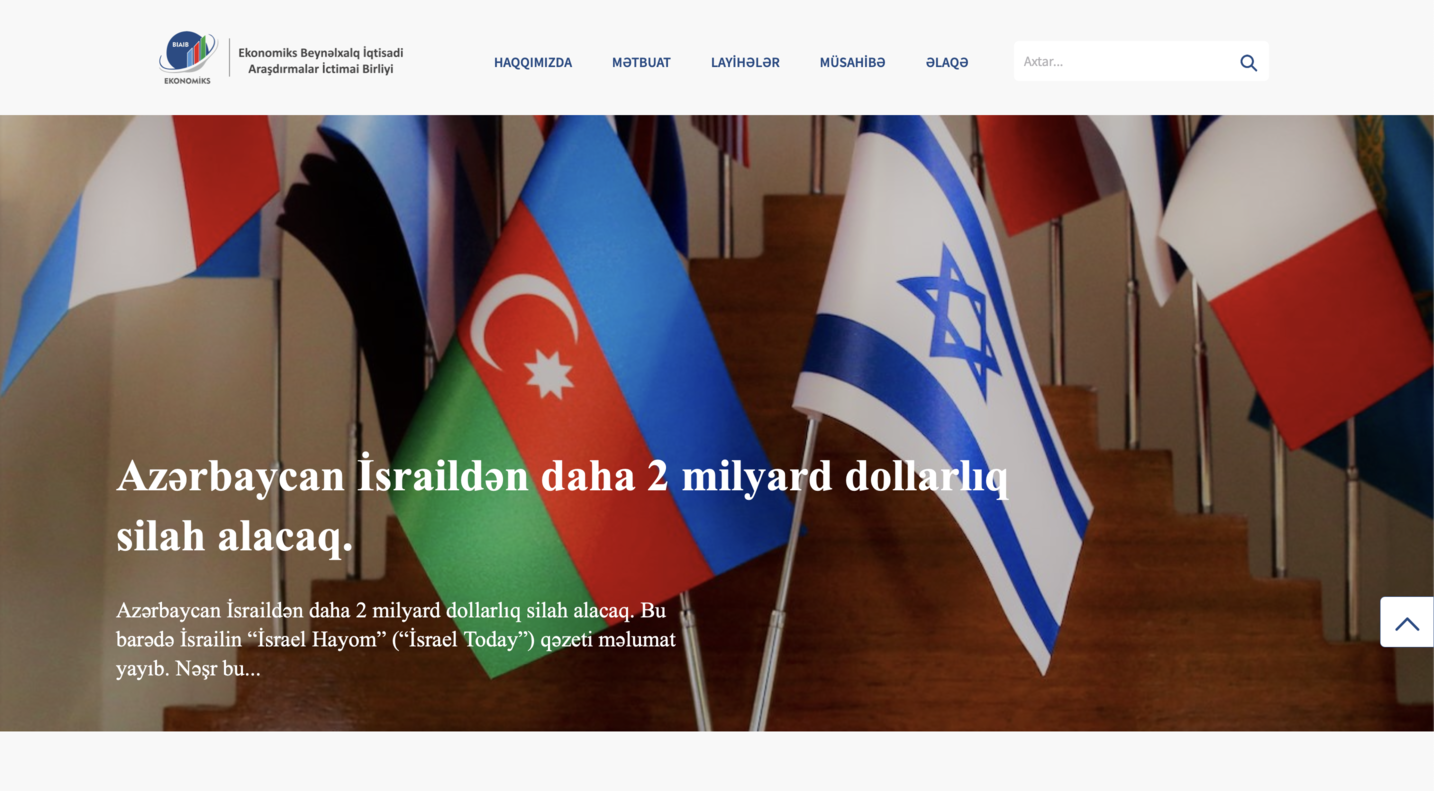 BIAIB
EKONOMİKS
Ekonomiks Beynəlxalq İqtisadi
Araşdırmalar İctimai Birliyi
HAQQIMIZDA
MƏTBUAT
LAYİHƏLƏR
MÜSAHİBƏ
ƏLAQƏ
Axtar...
Azərbaycan İsraildən daha 2 milyard dollarlıq
silah alacaq.
Azərbaycan İsraildən daha 2 milyard dollarlıq silah alacaq. Bu
barədə İsrailin “İsrael Hayom” (“İsrael Today”) qəzeti məlumat
yayıb. Nəşr bu...